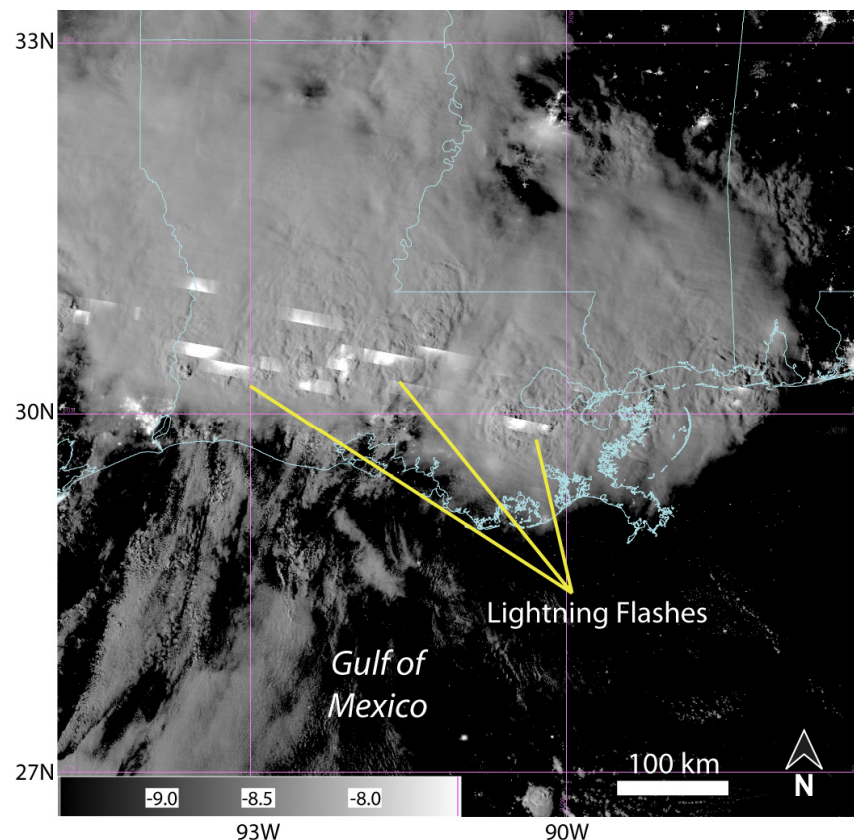 33N
30N
Lightning Flashes
Gulf of
Mexico
100 km
N
27N
-9.0
-8.5
-8.0
93W
90W